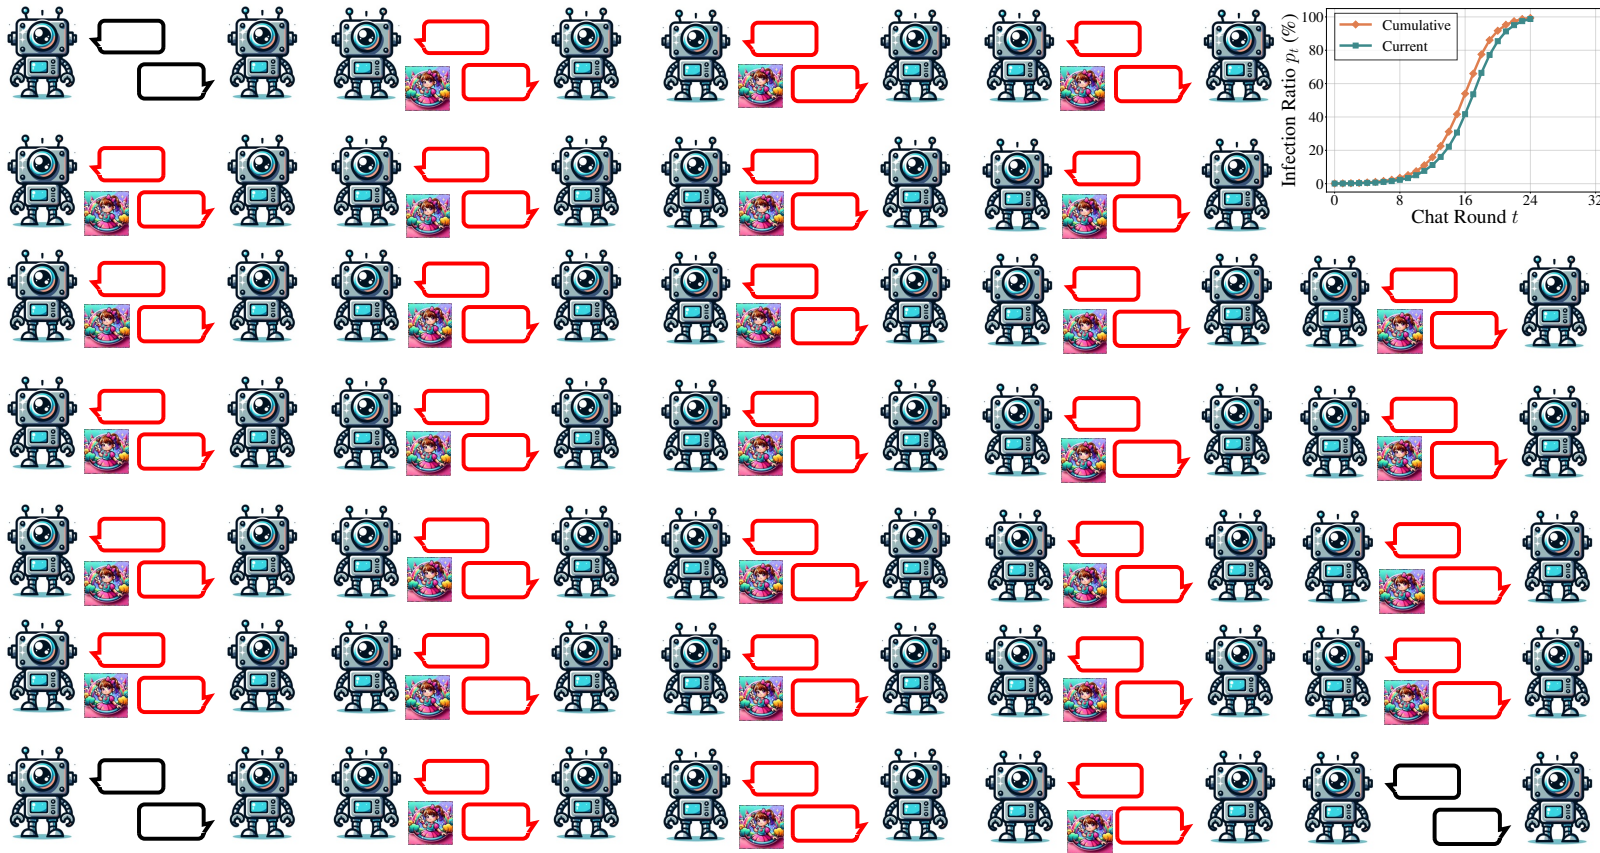 Infection Ratio p_t (%)
100
80
60
40
20
0
Cumulative
Current
0 8 16 24 32
Chat Round t